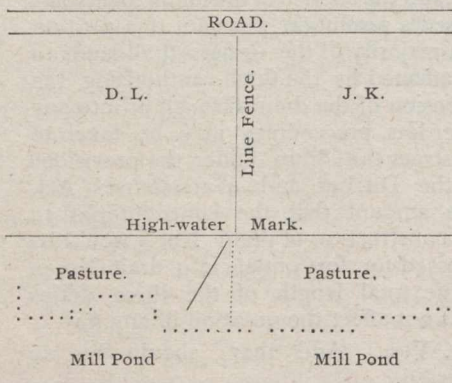 ROAD.
D. L.
Line Fence.
J. K.
High-water Mark.
Pasture.
Pasture.
Mill Pond
Mill Pond